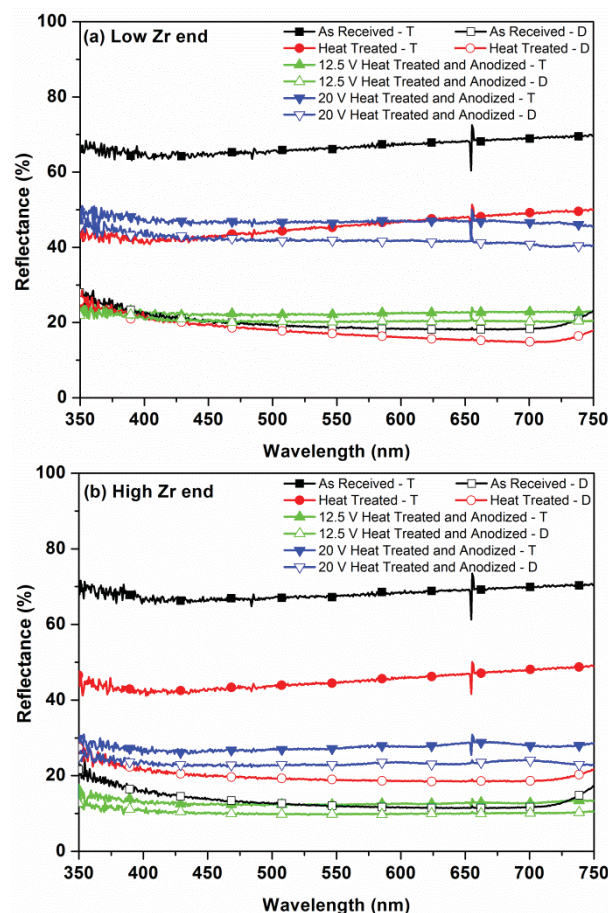 100
80
60
40
20
0
Reflectance (%)
(a) Low Zr end
As Received - T As Received - D
Heat Treated - T Heat Treated - D
12.5 V Heat Treated and Anodized - T
12.5 V Heat Treated and Anodized - D
20 V Heat Treated and Anodized - T
20 V Heat Treated and Anodized - D
350 400 450 500 550 600 650 700 750
Wavelength (nm)
100
80
60
40
20
0
Reflectance (%)
(b) High Zr end
As Received - T As Received - D
Heat Treated - T Heat Treated - D
12.5 V Heat Treated and Anodized - T
12.5 V Heat Treated and Anodized - D
20 V Heat Treated and Anodized - T
20 V Heat Treated and Anodized - D
350 400 450 500 550 600 650 700 750
Wavelength (nm)